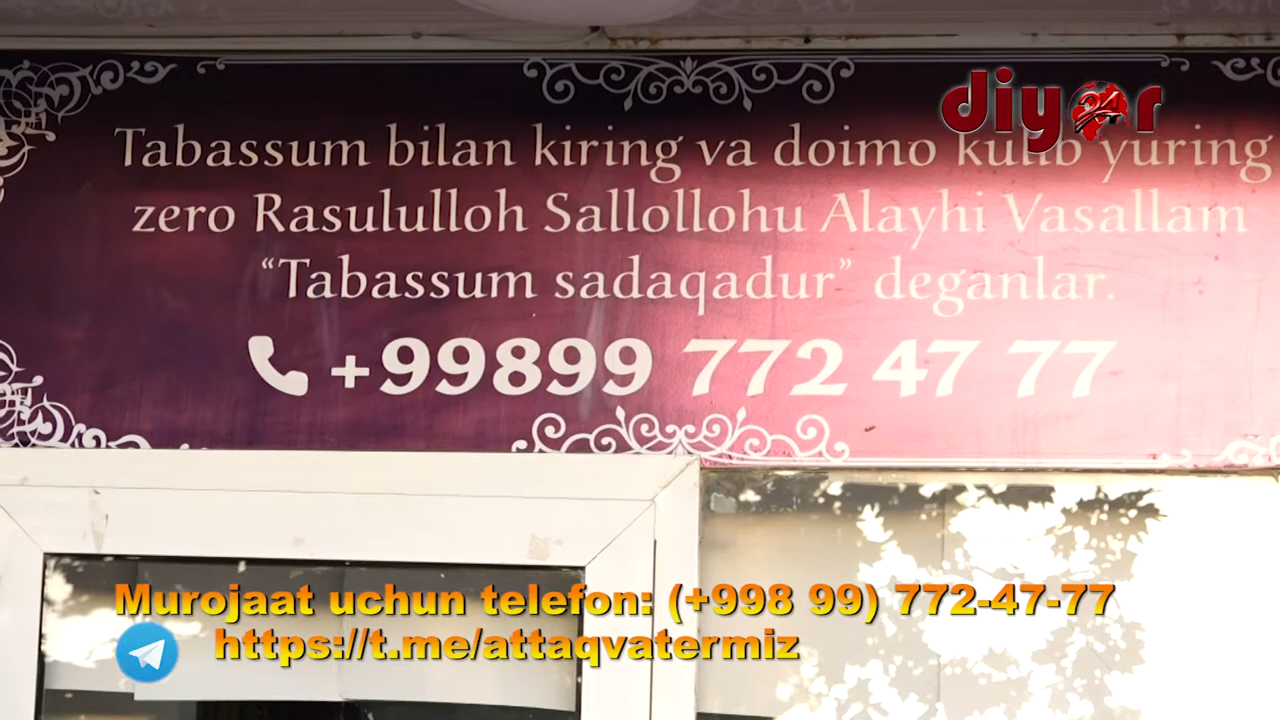 diyor 24
Tabassum bilan kiring va doimo kulib yuring
zero Rasululloh Sallollohu Alayhi Vasallam
“Tabassum sadaqadur” deganlar.
+99899 772 47 77
Murojaat uchun telefon: (+998 99) 772-47-77
https://t.me/attaqvatermiz